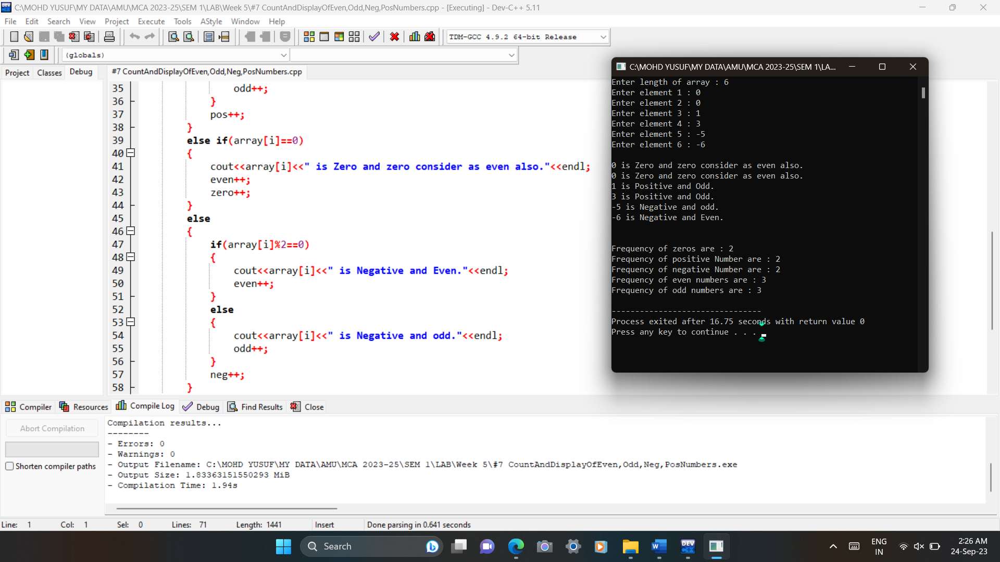 C:\MOHD YUSUF\MY DATA\AMU\MCA 2023-25\SEM 1\LAB\Week 5\#7 CountAndDisplayOfEven,Odd,Neg,PosNumbers.cpp - [Executing] - Dev-C++ 5.11
File Edit Search View Project Execute Tools AStyle Window Help
TDM-GCC 4.9.2 64-bit Release
(globals)
Project Classes Debug
#7 CountAndDisplayOfEven,Odd,Neg,PosNumbers.cpp
35 odd++;
36 }
37 pos++;
38 }
39 else if(array[i]==0)
40 {
41 cout<<array[i]<<" is Zero and zero consider as even also."<<endl;
42 even++;
43 zero++;
44 }
45 else
46 {
47 if(array[i]%2==0)
48 {
49 cout<<array[i]<<" is Negative and Even."<<endl;
50 even++;
51 }
52 else
53 {
54 cout<<array[i]<<" is Negative and odd."<<endl;
55 odd++;
56 }
57 neg++;
58 }
C:\MOHD YUSUF\MY DATA\AMU\MCA 2023-25\SEM 1\LA...
Enter length of array : 6
Enter element 1 : 0
Enter element 2 : 0
Enter element 3 : 1
Enter element 4 : 3
Enter element 5 : -5
Enter element 6 : -6
0 is Zero and zero consider as even also.
0 is Zero and zero consider as even also.
1 is Positive and Odd.
3 is Positive and Odd.
-5 is Negative and odd.
-6 is Negative and Even.
Frequency of zeros are : 2
Frequency of positive Number are : 2
Frequency of negative Number are : 2
Frequency of even numbers are : 3
Frequency of odd numbers are : 3
--------------------------------
Process exited after 16.75 seconds with return value 0
Press any key to continue . . .
Compiler Resources Compile Log Debug Find Results Close
Abort Compilation
Shorten compiler paths
Compilation results...
--------
- Errors: 0
- Warnings: 0
- Output Filename: C:\MOHD YUSUF\MY DATA\AMU\MCA 2023-25\SEM 1\LAB\Week 5\#7 CountAndDisplayOfEven,Odd,Neg,PosNumbers.exe
- Output Size: 1.83363151550293 MiB
- Compilation Time: 1.94s
Line: 1 Col: 1 Sel: 0 Lines: 71 Length: 1441 Insert Done parsing in 0.641 seconds
Search
ENG
IN
2:26 AM
24-Sep-23